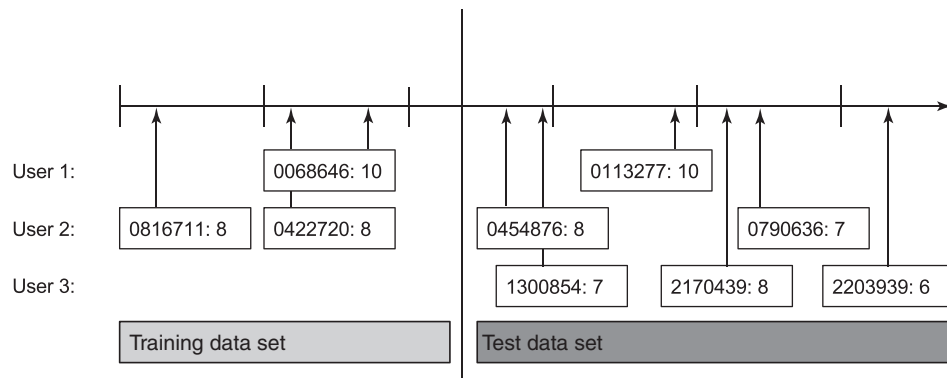 User 1: 0068646: 10 0113277: 10
User 2: 0816711: 8 0422720: 8 0454876: 8 0790636: 7
User 3: 1300854: 7 2170439: 8 2203939: 6
Training data set Test data set